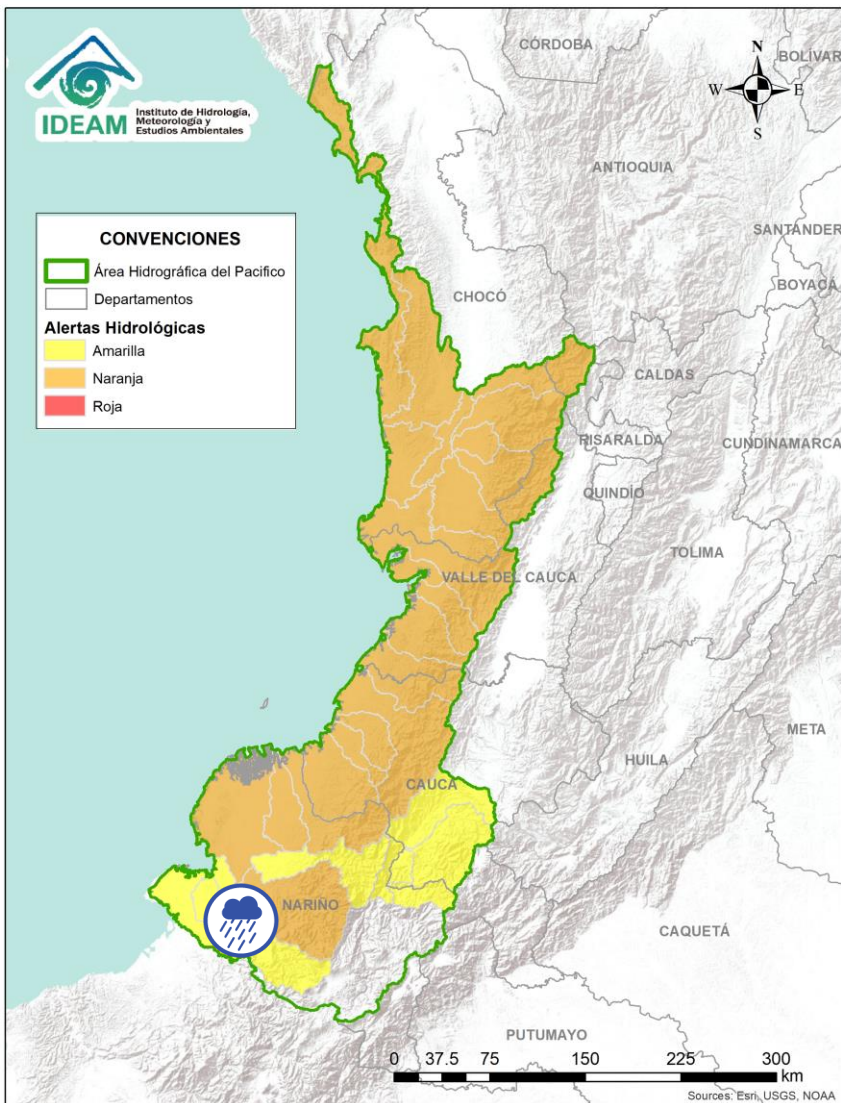 IDEAM
Instituto de Hidrología,
Meteorología y
Estudios Ambientales
CÓRDOBA
BOLÍVAR
N
W E
S
ANTIOQUIA
SANTANDER
BOYACÁ
CONVENCIONES
Área Hidrográfica del Pacifico
Departamentos
Alertas Hidrológicas
Amarilla
Naranja
Roja
CHOCÓ
CALDAS
RISARALDA
CUNDINAMARCA
QUINDÍO
TOLIMA
VALLE DEL CAUCA
META
HUILA
CAUCA
NARIÑO
CAQUETÁ
PUTUMAYO
0 37.5 75 150 225 300
km
Sources: Esri, USGS, NOAA